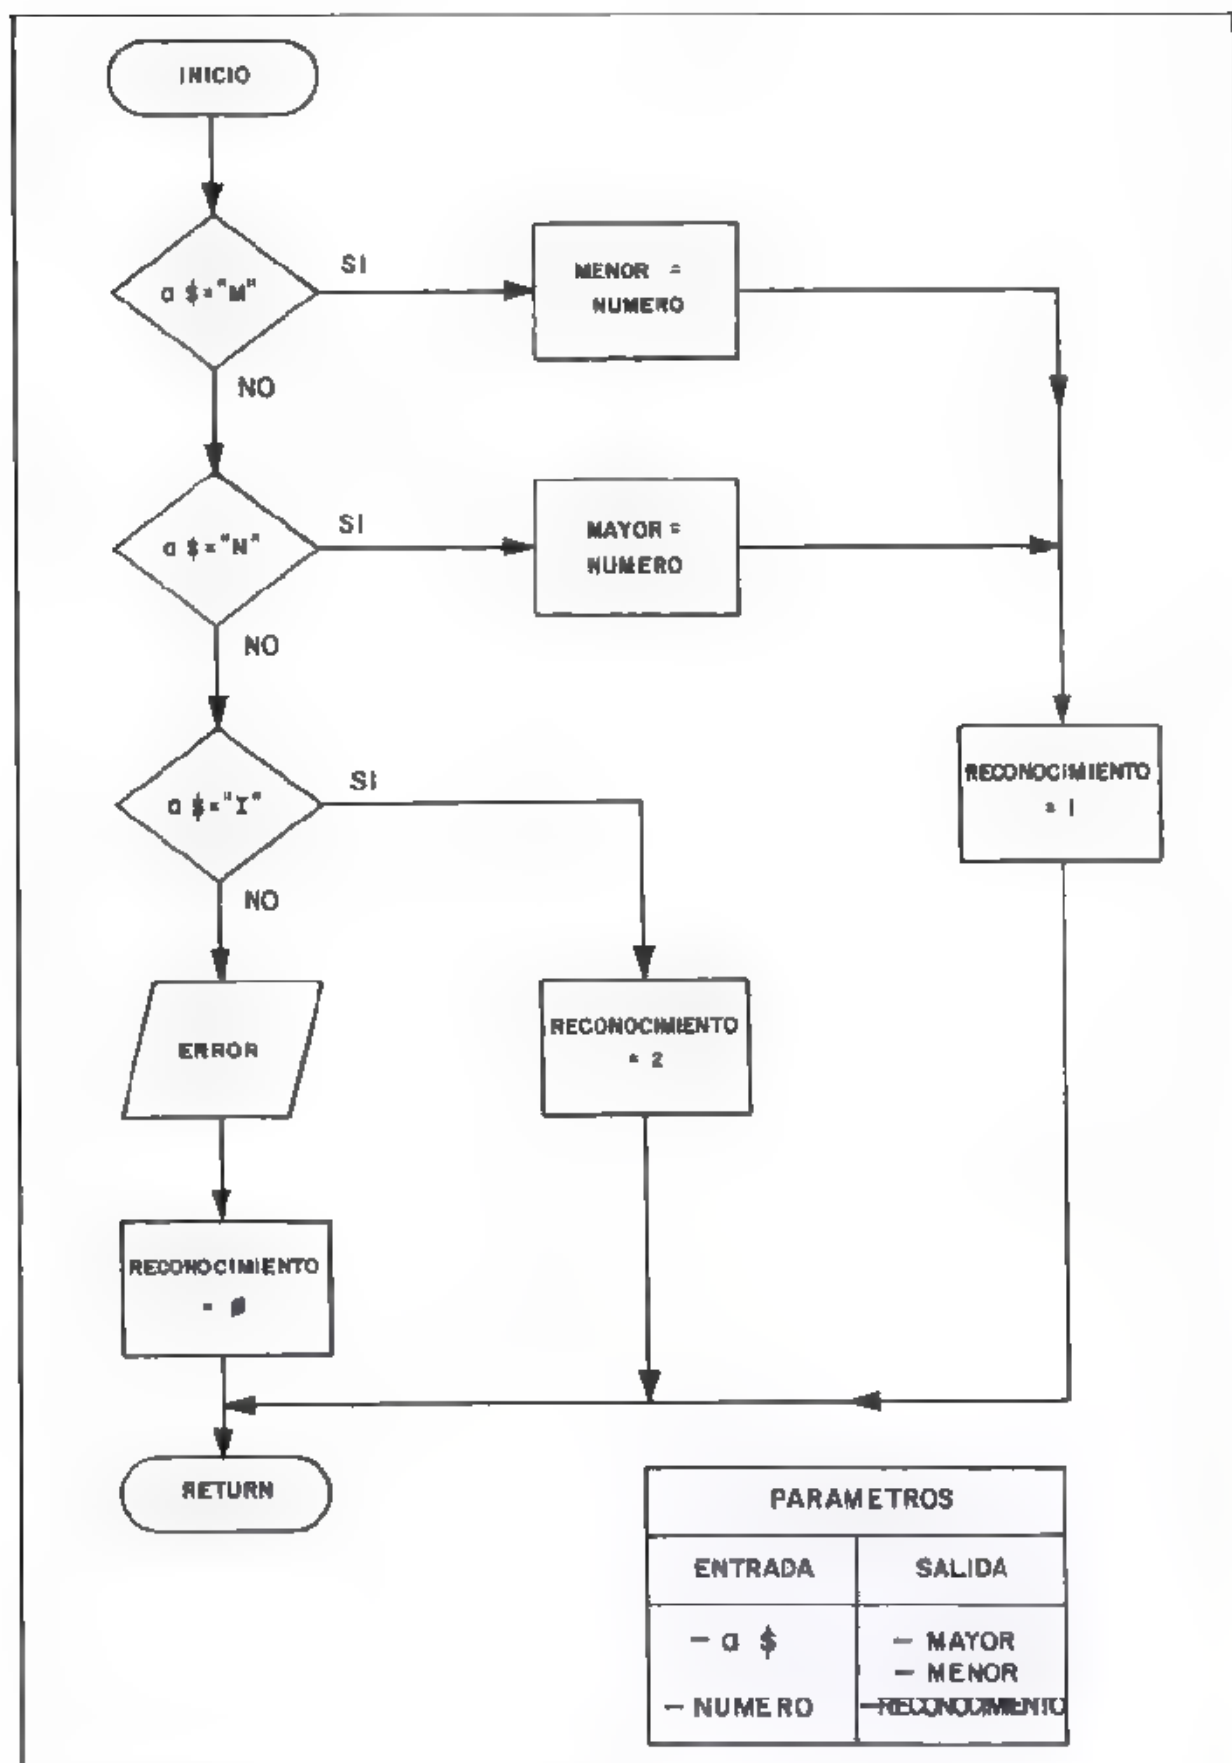 INICIO
a $="M"
SI
MENOR =
NUMERO
NO
a $="N"
SI
MAYOR =
NUMERO
NO
a $="I"
SI
RECONOCIMIENTO
= 1
NO
ERROR
RECONOCIMIENTO
= 2
RECONOCIMIENTO
= Ø
RETURN
PARAMETROS
ENTRADA
SALIDA
- a $
- MAYOR
- MENOR
- NUMERO
-RECONOCIMIENTO